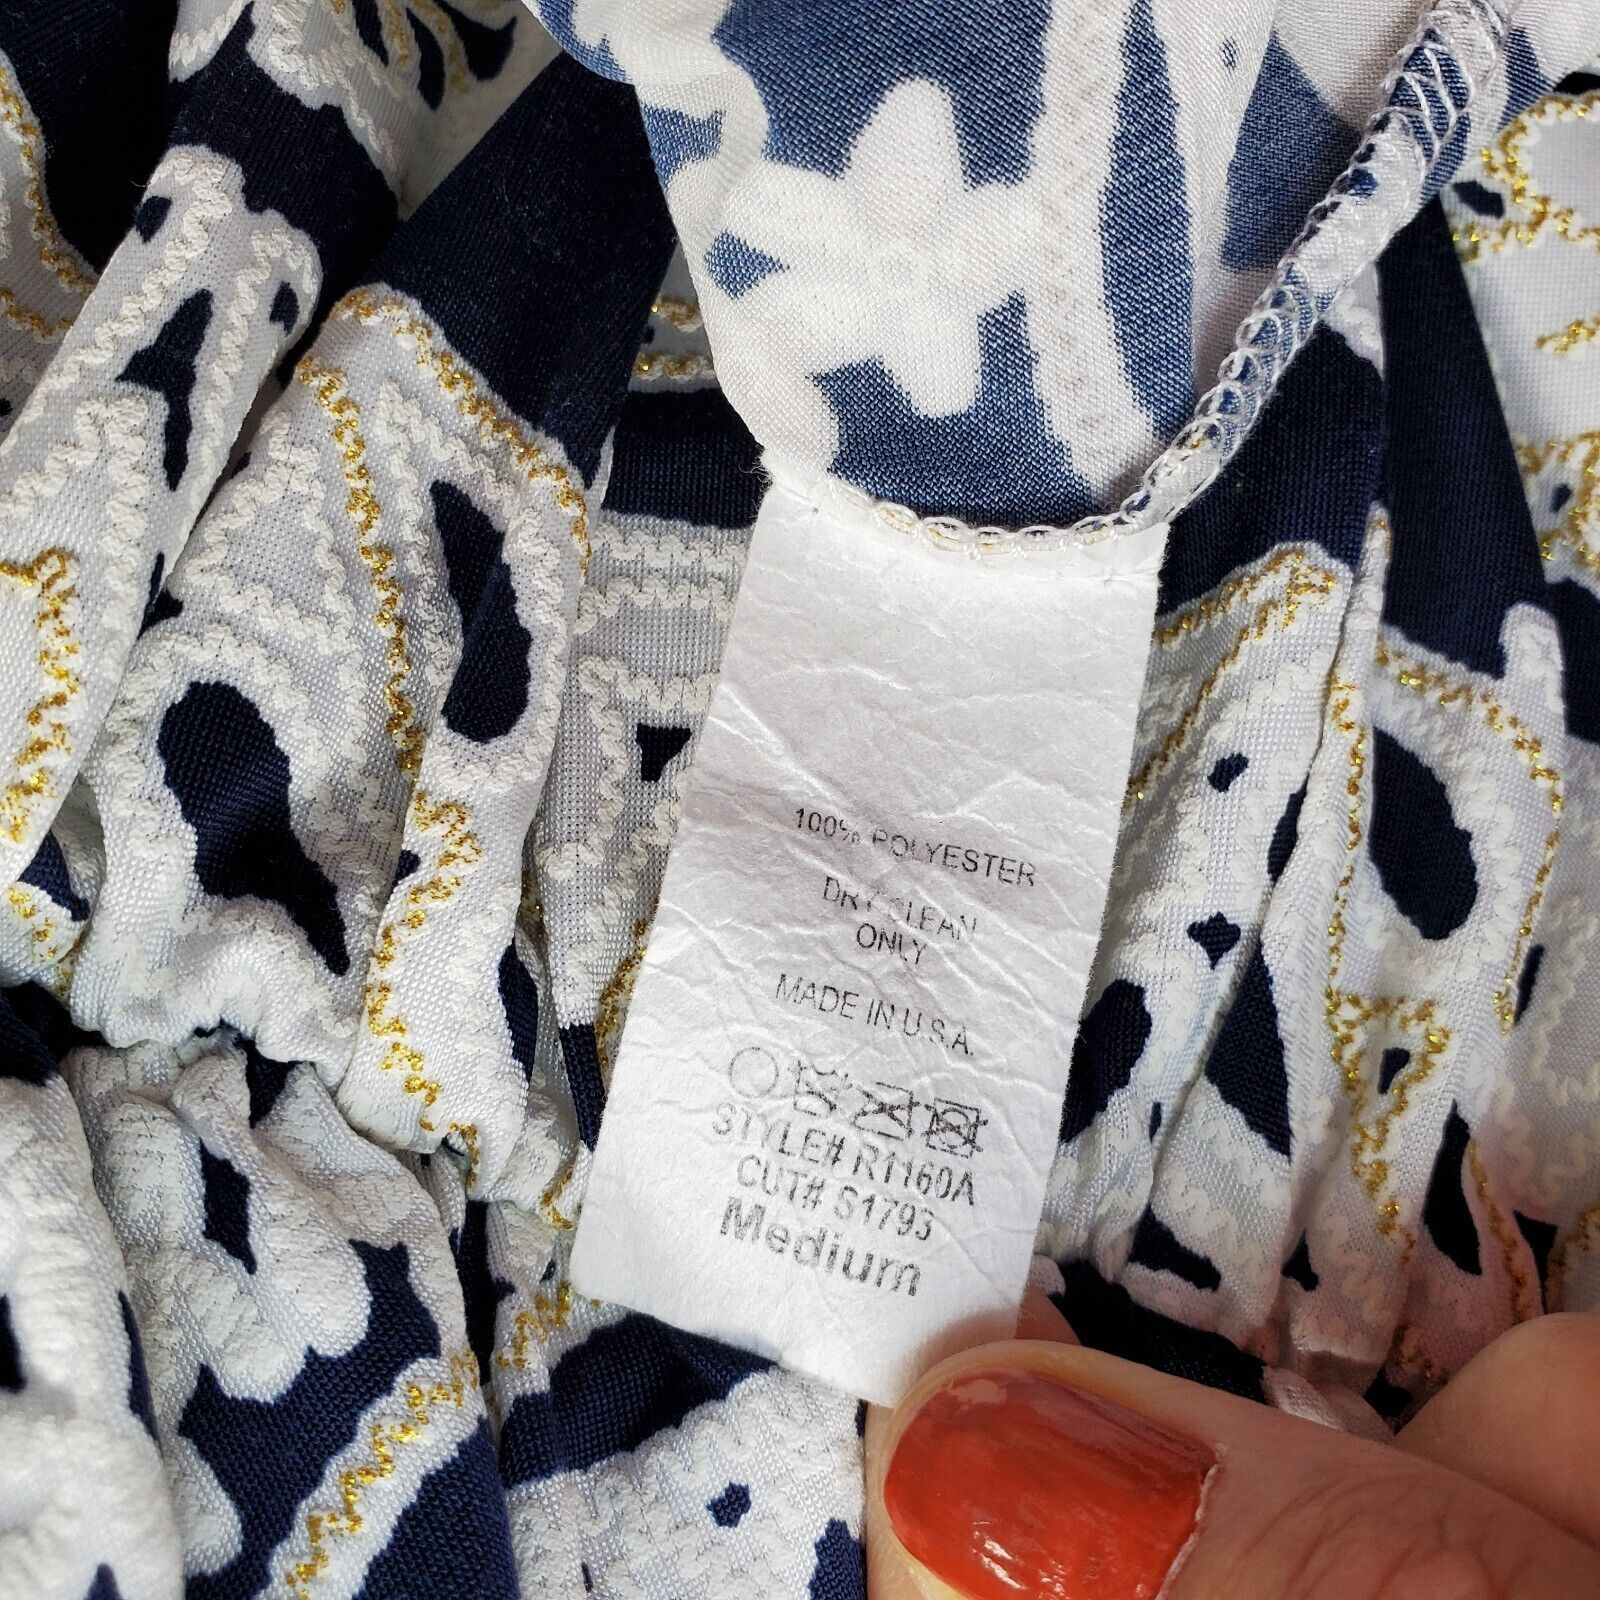 100% POLYESTER
DRY CLEAN
ONLY
MADE IN U.S.A.
STYLE# R1160A
CUT# S1793
Medium